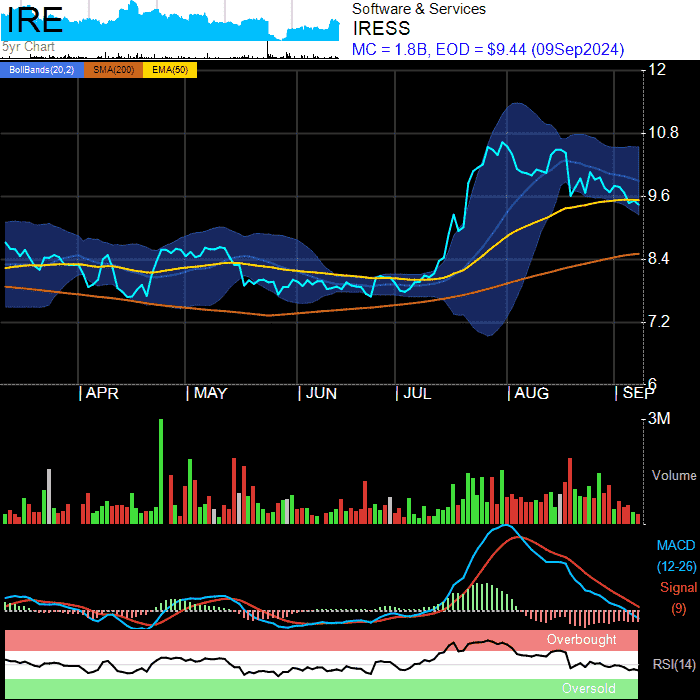 IRE
5yr Chart
Software & Services
IRESS
MC = 1.8B, EOD = $9.44 (09Sep2024)
BollBands(20,2) SMA(200) EMA(50)
12
10.8
9.6
8.4
7.2
6
APR MAY JUN JUL AUG SEP
3M
Volume
MACD
(12-26)
Signal
(9)
Overbought
RSI(14)
Oversold